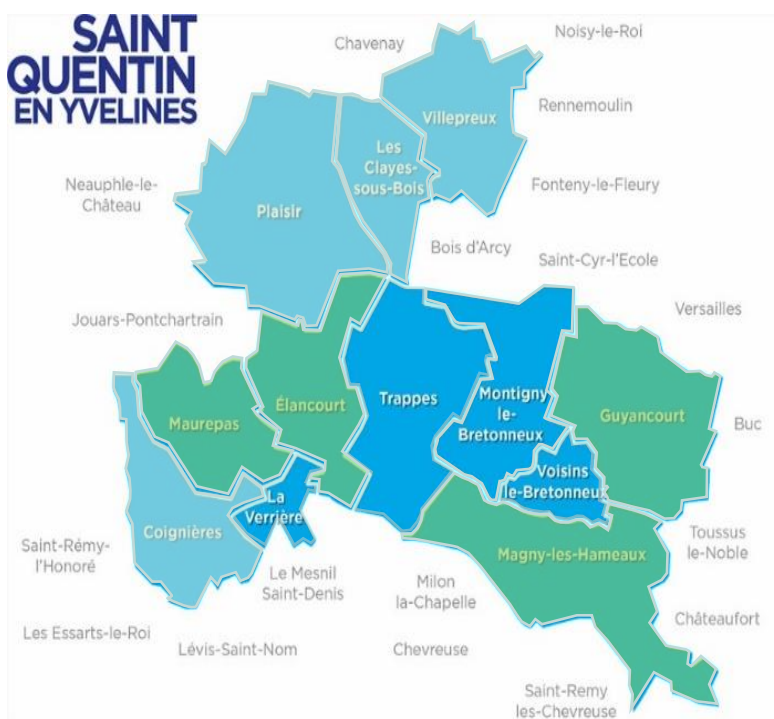 SAINT
QUENTIN
EN YVELINES
Chavenay
Noisy-le-Roi
Villepreux
Rennemoulin
Les
Clayes-
sous-Bois
Neauphle-le-
Château
Plaisir
Fonteny-le-Fleury
Bois d'Arcy
Saint-Cyr-l'Ecole
Jouars-Pontchartrain
Versailles
Maurepas
Élancourt
Trappes
Montigny
le-
Bretonneux
Guyancourt
Buc
Voisins
le-Bretonneux
La
Verrière
Coignières
Magny-les-Hameaux
Saint-Rémy-
l'Honoré
Toussus
le-Noble
Le Mesnil
Saint-Denis
Milon
la-Chapelle
Châteaufort
Les Essarts-le-Roi
Lévis-Saint-Nom
Chevreuse
Saint-Remy
les-Chevreuse